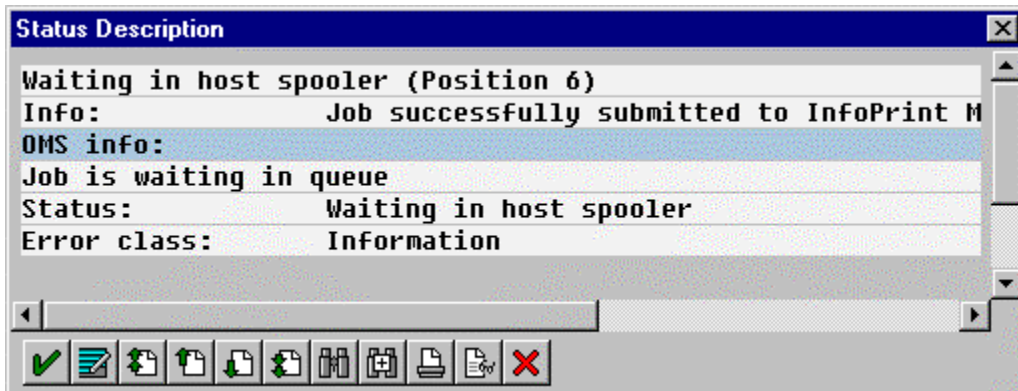 Status Description
Waiting in host spooler (Position 6)
Info: Job successfully submitted to InfoPrint M
OMS info:
Job is waiting in queue
Status: Waiting in host spooler
Error class: Information